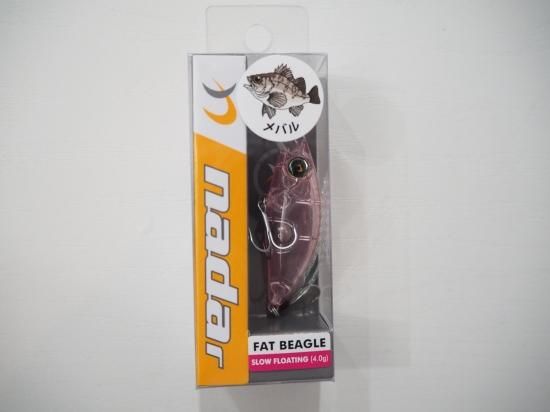 メバル
nadar
FAT BEAGLE
SLOW FLOATING (4.0g)